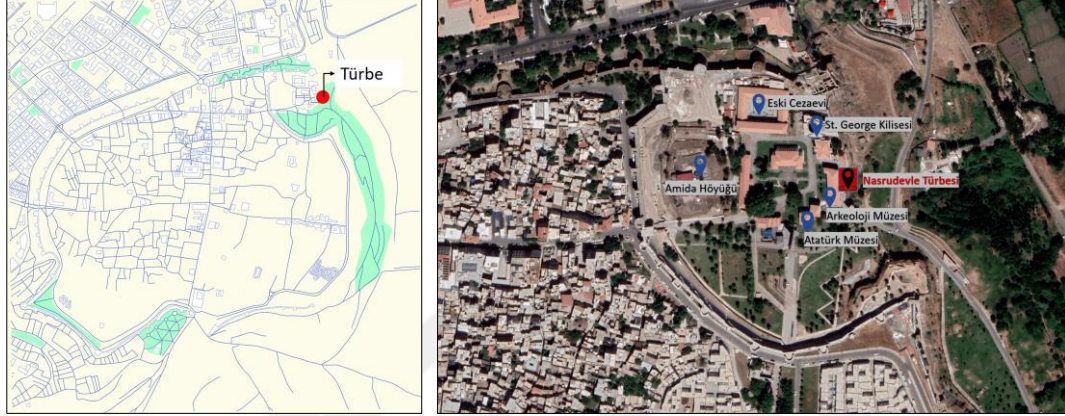 Türbe
Eski Cezaevi
St. George Kilisesi
Amida Höyüğü
Nasrudevle Türbesi
Arkeoloji Müzesi
Atatürk Müzesi